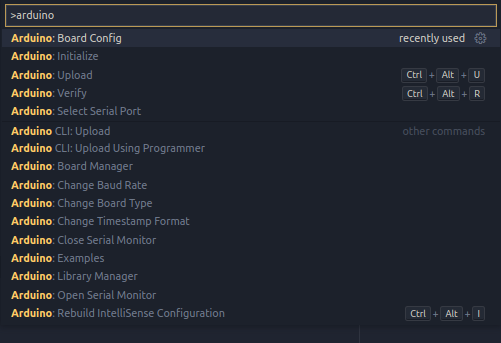 >arduino
Arduino: Board Config recently used
Arduino: Initialize
Arduino: Upload Ctrl + Alt + U
Arduino: Verify Ctrl + Alt + R
Arduino: Select Serial Port
Arduino CLI: Upload other commands
Arduino CLI: Upload Using Programmer
Arduino: Board Manager
Arduino: Change Baud Rate
Arduino: Change Board Type
Arduino: Change Timestamp Format
Arduino: Close Serial Monitor
Arduino: Examples
Arduino: Library Manager
Arduino: Open Serial Monitor
Arduino: Rebuild IntelliSense Configuration Ctrl + Alt + I